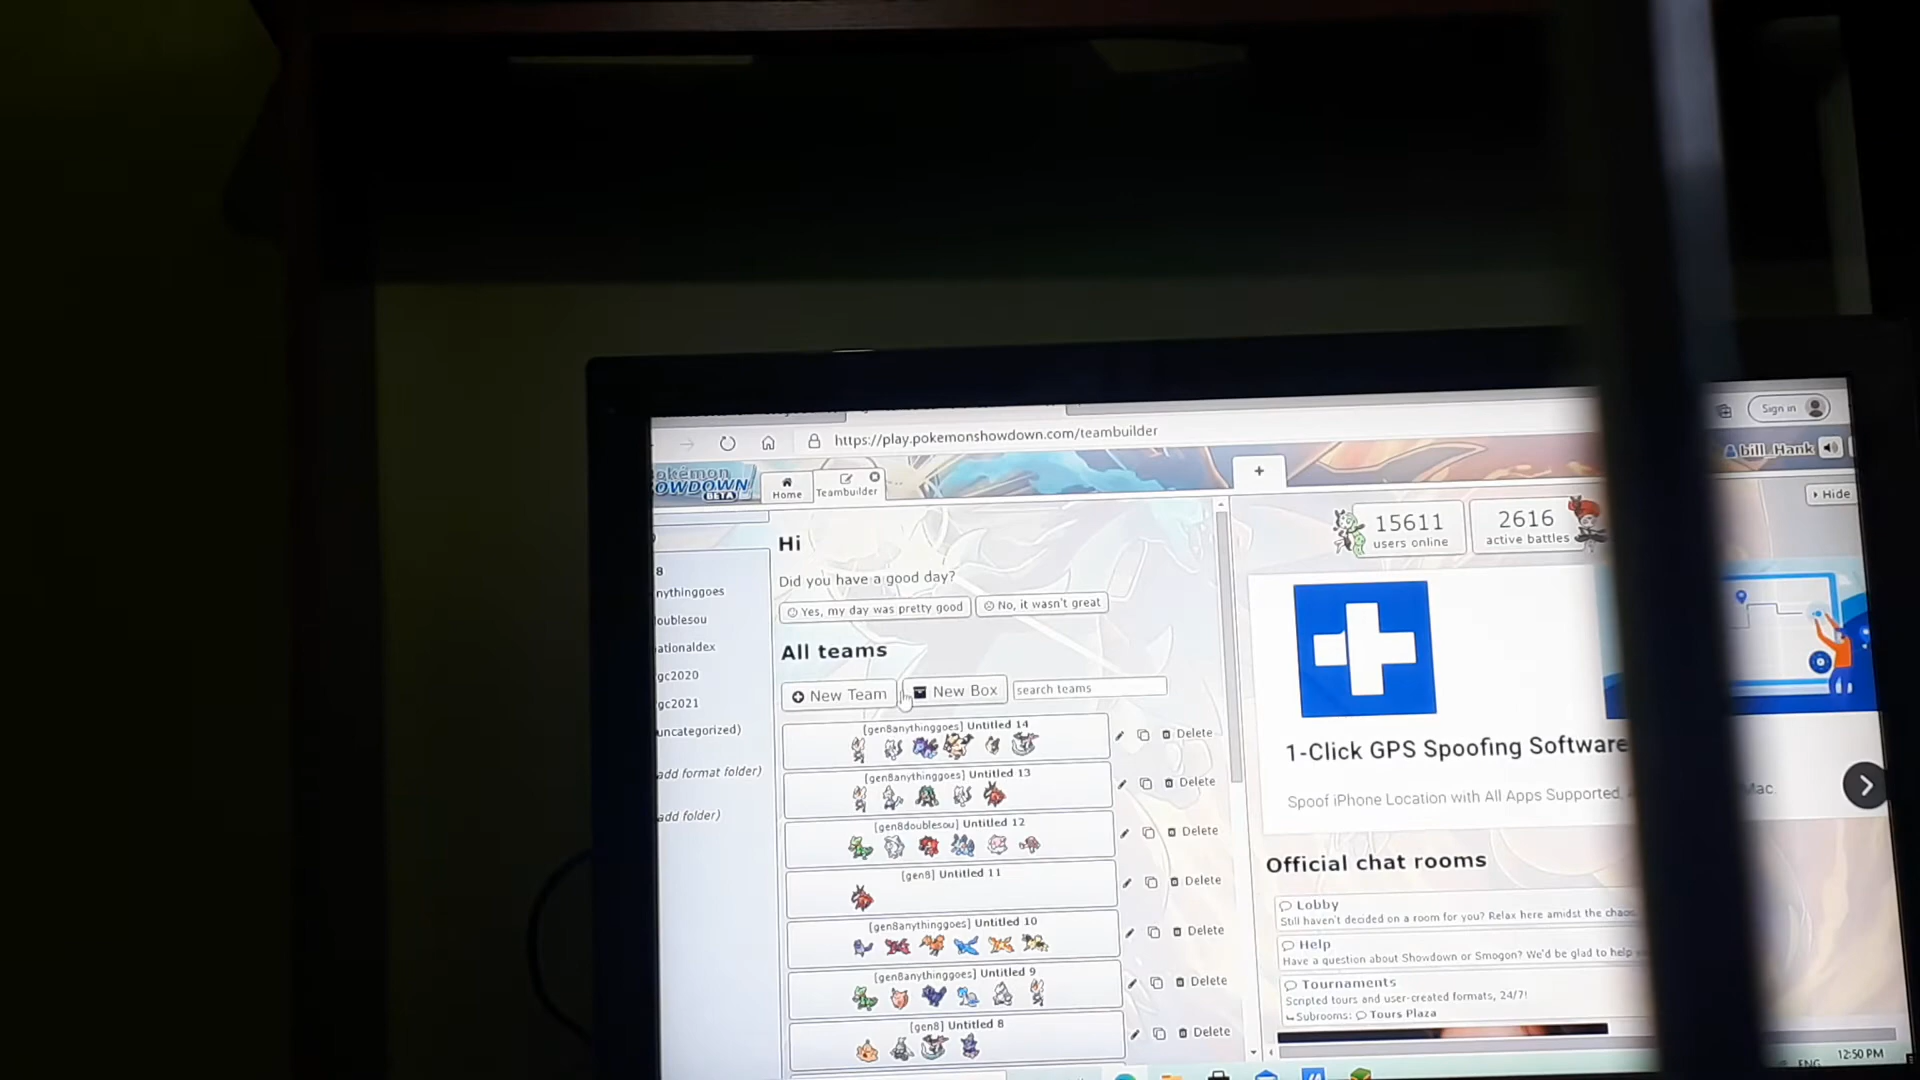 https://play.pokemonshowdown.com/teambuilder
Sign in
okémon
OWDOWN
BETA
Home
Teambuilder
+
bill_Hank
Hide
15611
users online
2616
active battles
8
nythinggoes
oublesou
ationaldex
gc2020
gc2021
uncategorized)
add format folder)
add folder)
Hi
Did you have a good day?
Yes, my day was pretty good
No, it wasn't great
All teams
New Team
New Box
search teams
[gen8anythinggoes] Untitled 14
Delete
[gen8anythinggoes] Untitled 13
Delete
[gen8doublesou] Untitled 12
Delete
[gen8] Untitled 11
Delete
[gen8anythinggoes] Untitled 10
Delete
[gen8anythinggoes] Untitled 9
Delete
[gen8] Untitled 8
Delete
1-Click GPS Spoofing Software
Spoof iPhone Location with All Apps Supported,
Mac.
Official chat rooms
Lobby
Still haven't decided on a room for you? Relax here amidst the chaos.
Help
Have a question about Showdown or Smogon? We'd be glad to help
Tournaments
Scripted tours and user-created formats, 24/7!
Subrooms: Tours Plaza
ENG
12:50 PM